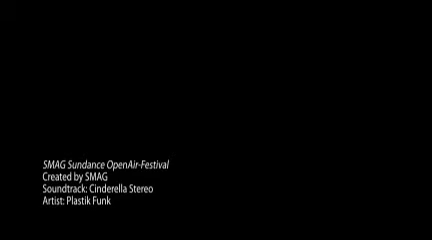 SMAG Sundance OpenAir-Festival
Created by SMAG
Soundtrack: Cinderella Stereo
Artist: Plastik Funk